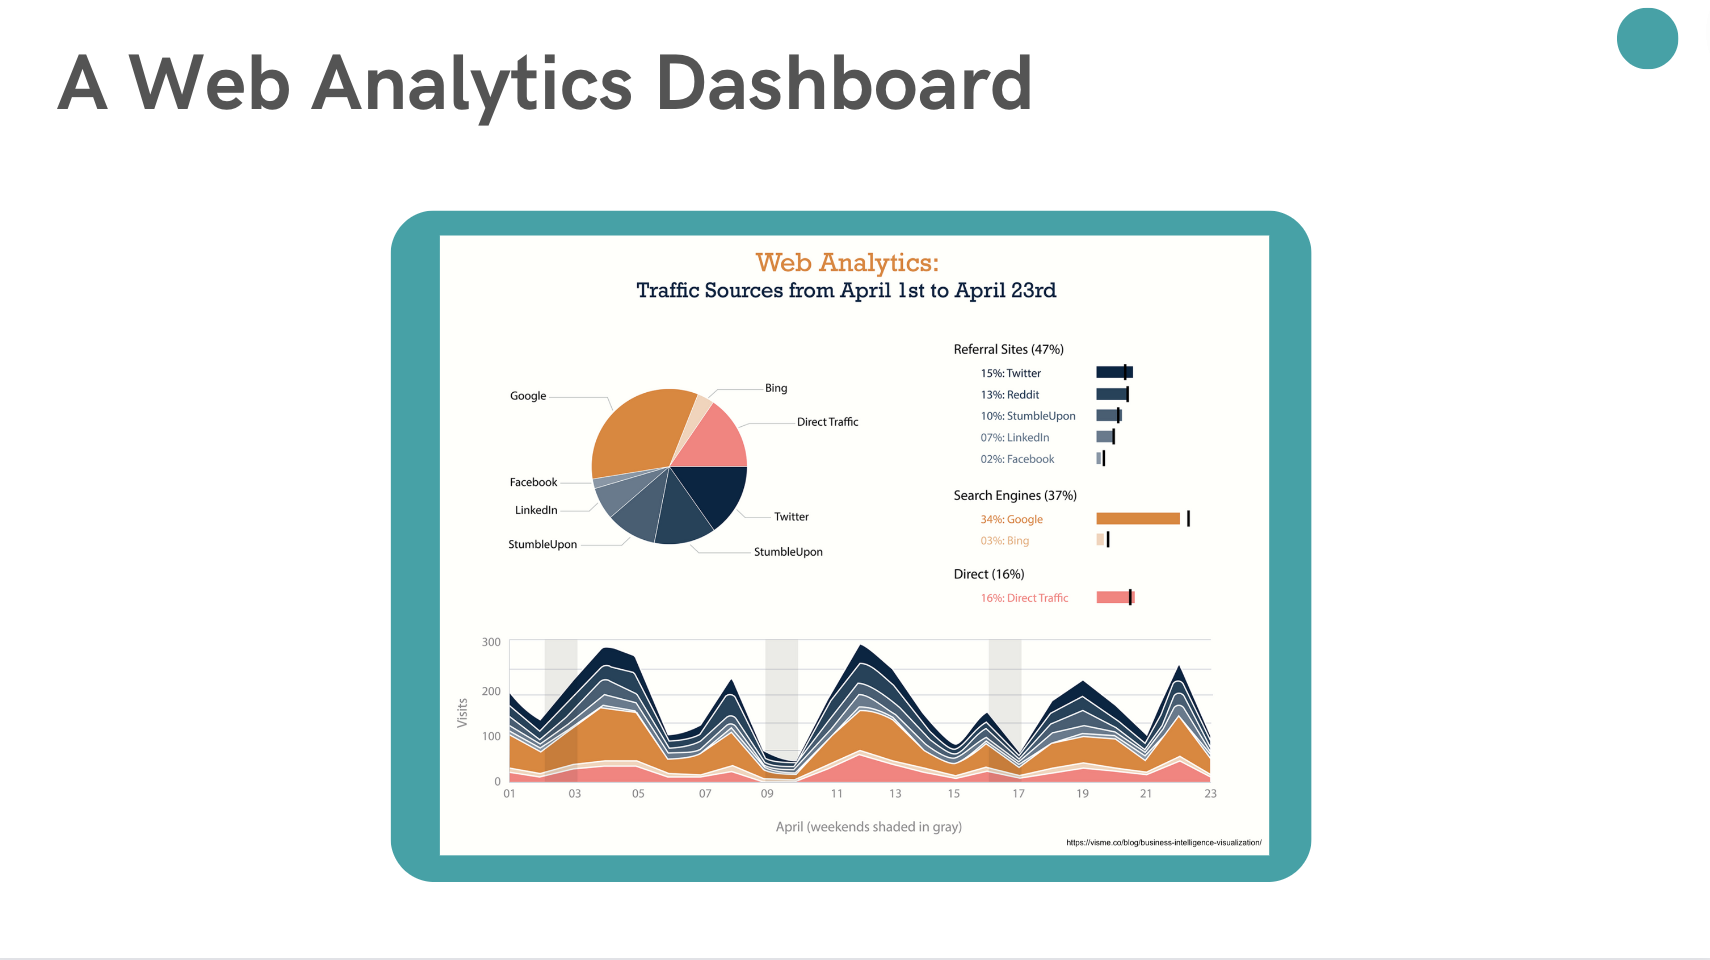 A Web Analytics Dashboard
Web Analytics:
Traffic Sources from April 1st to April 23rd
Google
Bing
Direct Traffic
Facebook
LinkedIn
StumbleUpon
Twitter
StumbleUpon
Referral Sites (47%)
15%: Twitter
13%: Reddit
10%: StumbleUpon
07%: LinkedIn
02%: Facebook
Search Engines (37%)
34%: Google
03%: Bing
Direct (16%)
16%: Direct Traffic
Visits
300
200
100
0
01 03 05 07 09 11 13 15 17 19 21 23
April (weekends shaded in gray)
https://visme.co/blog/business-intelligence-visualization/